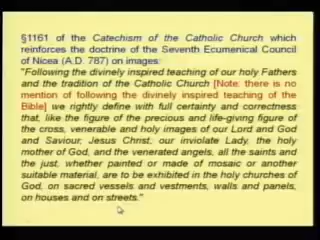 §1161 of the Catechism of the Catholic Church which
reinforces the doctrine of the Seventh Ecumenical Council
of Nicea (A.D. 787) on images:
"Following the divinely inspired teaching of our holy Fathers
and the tradition of the Catholic Church [Note: there is no
mention of following the divinely inspired teaching of the
Bible] we rightly define with full certainty and correctness
that, like the figure of the precious and life-giving figure of
the cross, venerable and holy images of our Lord and God
and Saviour, Jesus Christ, our inviolate Lady, the holy
mother of God, and the venerated angels, all the saints and
the just, whether painted or made of mosaic or another
suitable material, are to be exhibited in the holy churches of
God, on sacred vessels and vestments, walls and panels,
on houses and on streets."